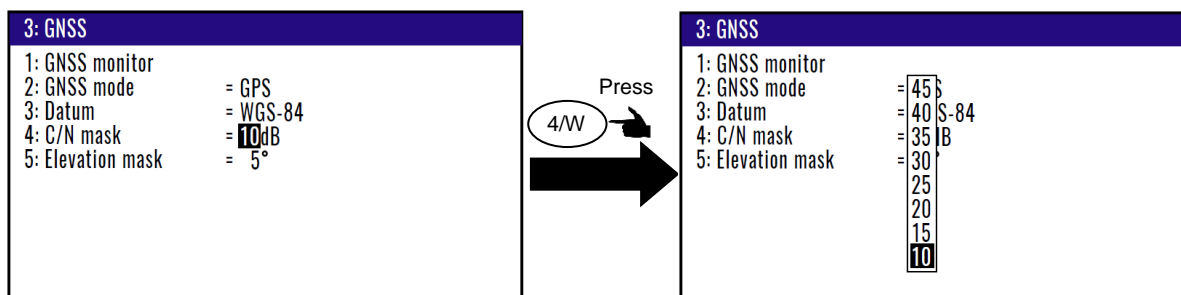 3: GNSS
1: GNSS monitor
2: GNSS mode = GPS
3: Datum = WGS-84
4: C/N mask = 10dB
5: Elevation mask = 5°
Press
4/W
3: GNSS
1: GNSS monitor
2: GNSS mode = 45 S
3: Datum = 40 S-84
4: C/N mask = 35 IB
5: Elevation mask = 30 °
25
20
15
10